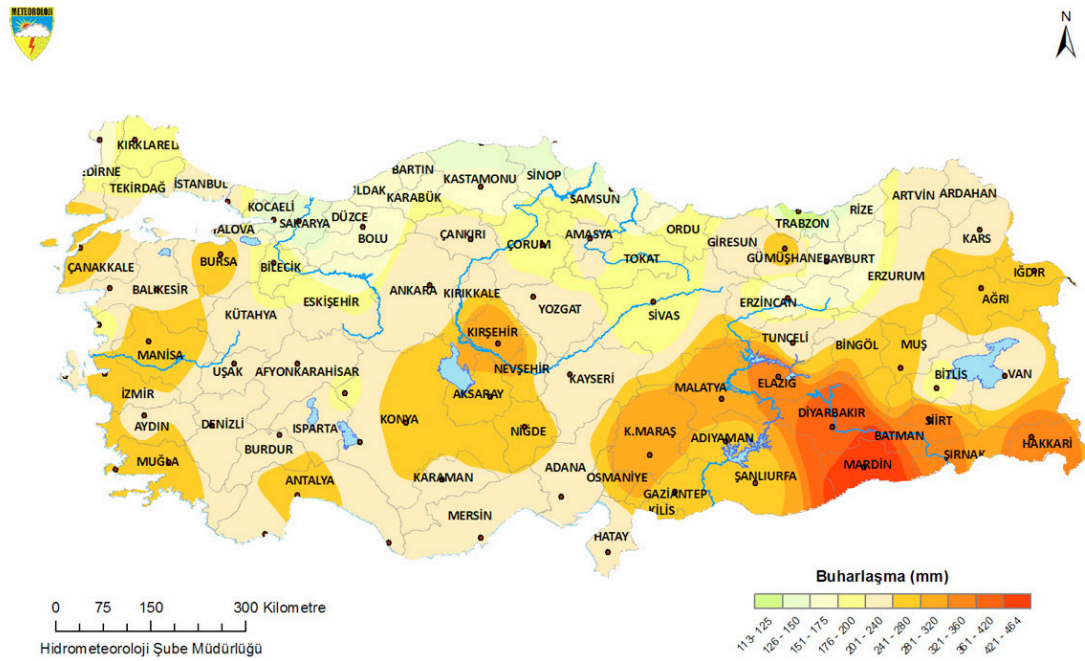 METEOROLOJİ
N
KIRKLARELİ
EDİRNE
TEKİRDAĞ
İSTANBUL
KOCAELİ
SAKARYA
DÜZCE
BOLU
ULDAK
BARTIN
KARABÜK
KASTAMONU
SİNOP
SAMSUN
ORDU
GİRESUN
TRABZON
RİZE
ARTVİN
ARDAHAN
KARS
IĞDIR
AĞRI
ERZURUM
BAYBURT
GÜMÜŞHANE
ERZİNCAN
TOKAT
AMASYA
ÇORUM
ÇANKIRI
ANKARA
KIRIKKALE
YOZGAT
SİVAS
ALOVA
BURSA
BİLECİK
ESKİŞEHİR
ÇANAKKALE
BALIKESİR
KÜTAHYA
MANİSA
UŞAK
AFYONKARAHİSAR
KIRŞEHİR
NEVŞEHİR
KAYSERİ
AKSARAY
KONYA
NİĞDE
MALATYA
ELAZIĞ
TUNÇELİ
BİNGÖL
MUŞ
BİTLİS
VAN
İZMİR
AYDIN
DENİZLİ
ISPARTA
BURDUR
MUĞLA
ANTALYA
KARAMAN
MERSİN
ADANA
OSMANİYE
K.MARAŞ
ADIYAMAN
DİYARBAKIR
BATMAN
SİİRT
MARDİN
ŞIRNAK
HAKKARİ
ŞANLIURFA
GAZİANTEP
KİLİS
HATAY
Buharlaşma (mm)
113-125
126 - 150
151 - 175
176 - 200
201 - 240
241 - 280
281 - 320
321 - 360
361 - 420
421 - 464
0 75 150 300 Kilometre
Hidrometeoroloji Şube Müdürlüğü